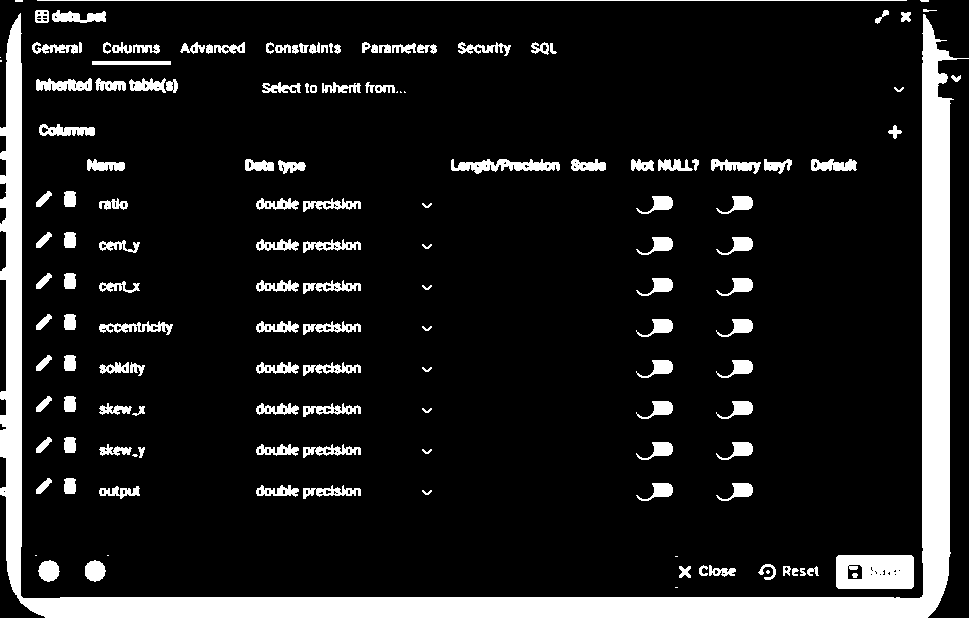 data_set
General Columns Advanced Constraints Parameters Security SQL
Inherited from table(s) Select to inherit from...
Columns
Name Data type Length/Precision Scale Not NULL? Primary key? Default
ratio double precision
cent_y double precision
cent_x double precision
eccentricity double precision
solidity double precision
skew_x double precision
skew_y double precision
output double precision
Close Reset Save